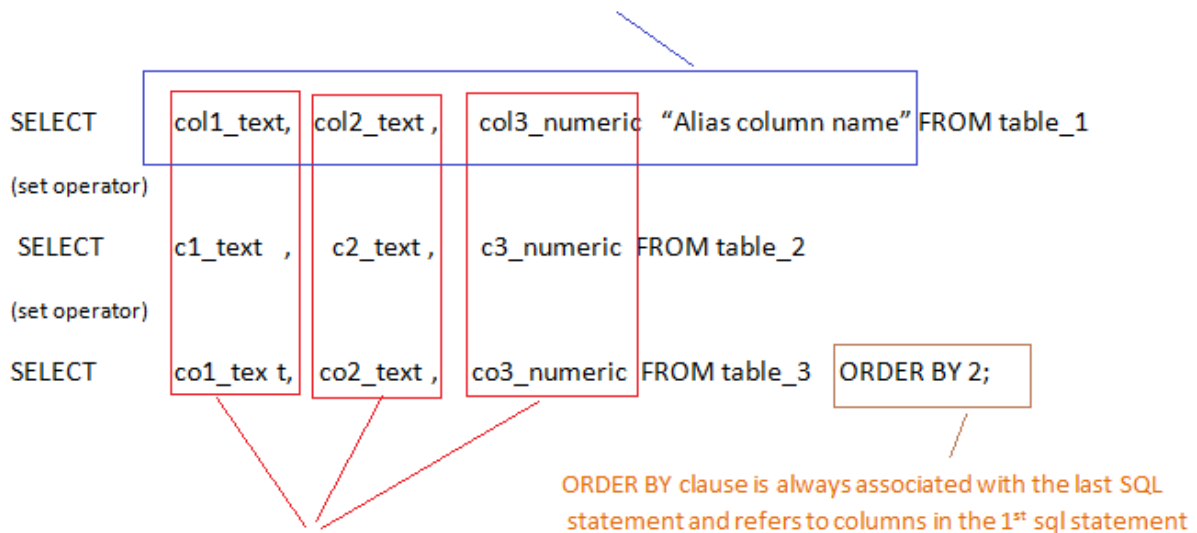 SELECT col1_text, col2_text , col3_numeric “Alias column name” FROM table_1
(set operator)
SELECT c1_text , c2_text , c3_numeric FROM table_2
(set operator)
SELECT co1_tex t, co2_text , co3_numeric FROM table_3 ORDER BY 2;
ORDER BY clause is always associated with the last SQL
statement and refers to columns in the 1st sql statement